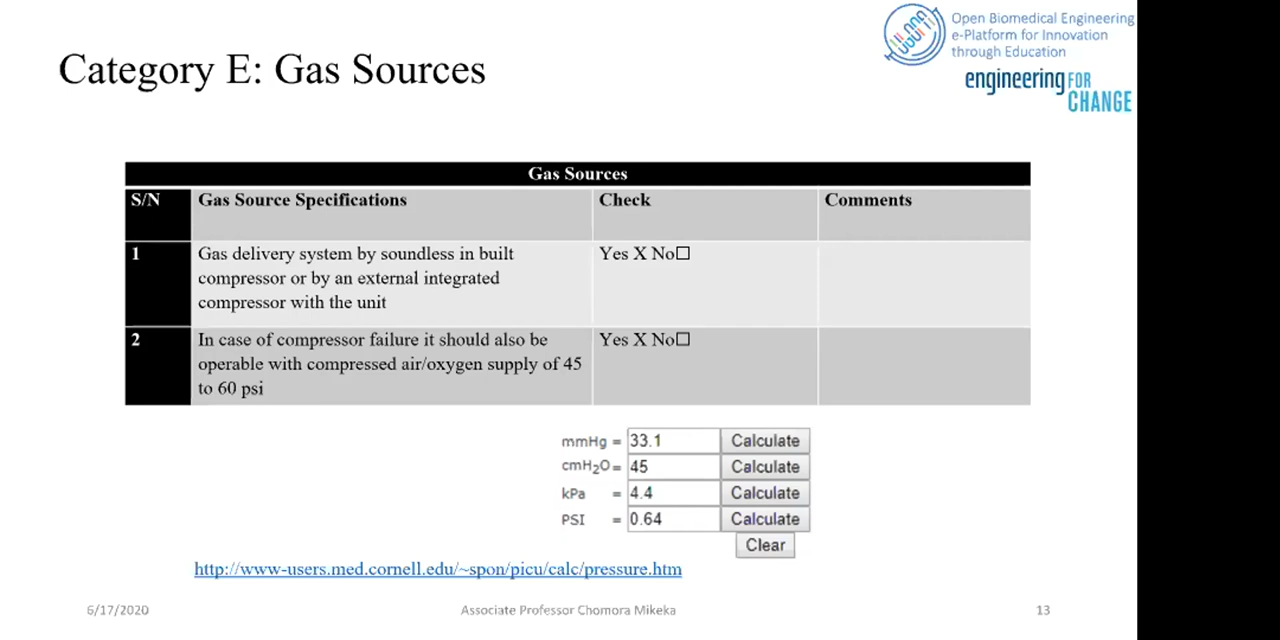 Open Biomedical Engineering
e-Platform for Innovation
through Education
engineering FOR
CHANGE
Category E: Gas Sources
Gas Sources
S/N Gas Source Specifications Check Comments
1 Gas delivery system by soundless in built Yes X No☐
compressor or by an external integrated
compressor with the unit
2 In case of compressor failure it should also be Yes X No☐
operable with compressed air/oxygen supply of 45
to 60 psi
mmHg = 33.1 Calculate
cmH2O = 45 Calculate
kPa = 4.4 Calculate
PSI = 0.64 Calculate
Clear
http://www-users.med.cornell.edu/~spon/picu/calc/pressure.htm
6/17/2020 Associate Professor Chomora Mikeka 13